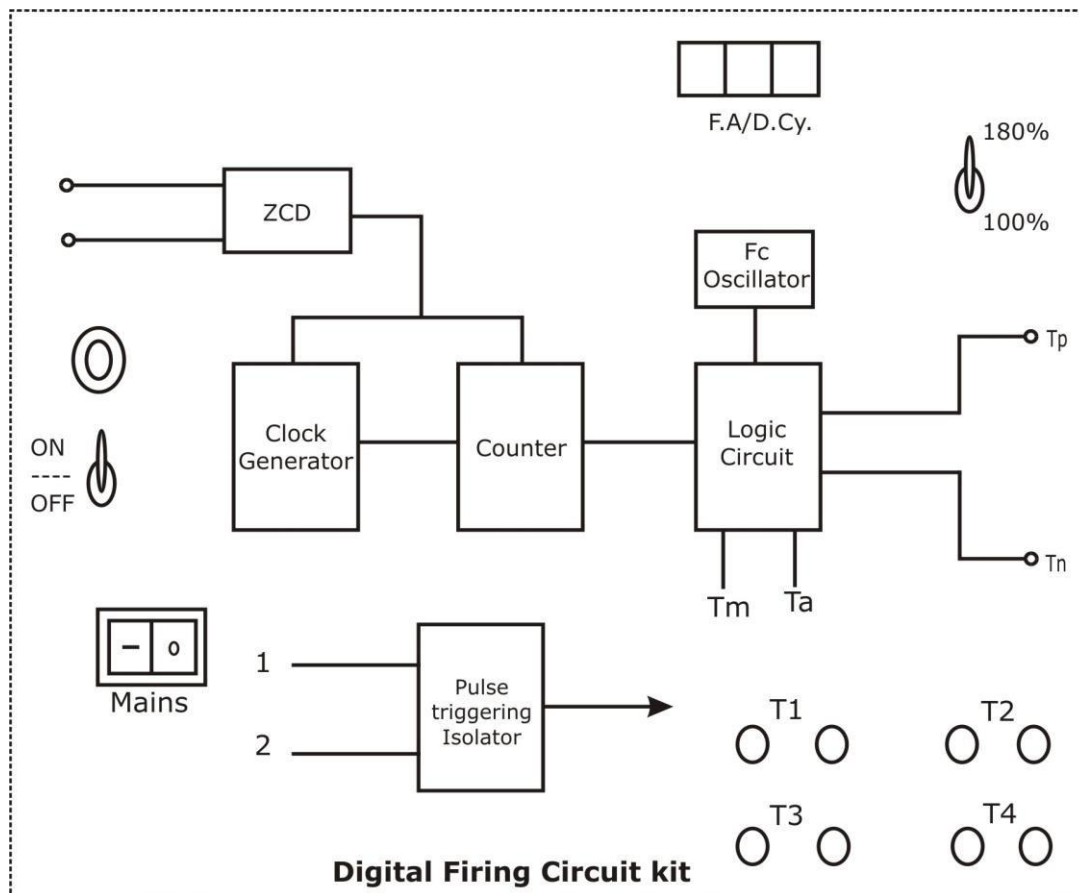 F.A/D.Cy.
180%
100%
ZCD
Fc
Oscillator
Tp
ON
-----
OFF
Clock
Generator
Counter
Logic
Circuit
Tn
Tm
Ta
– o
Mains
1
2
Pulse
triggering
Isolator
T1
T2
T3
T4
Digital Firing Circuit kit